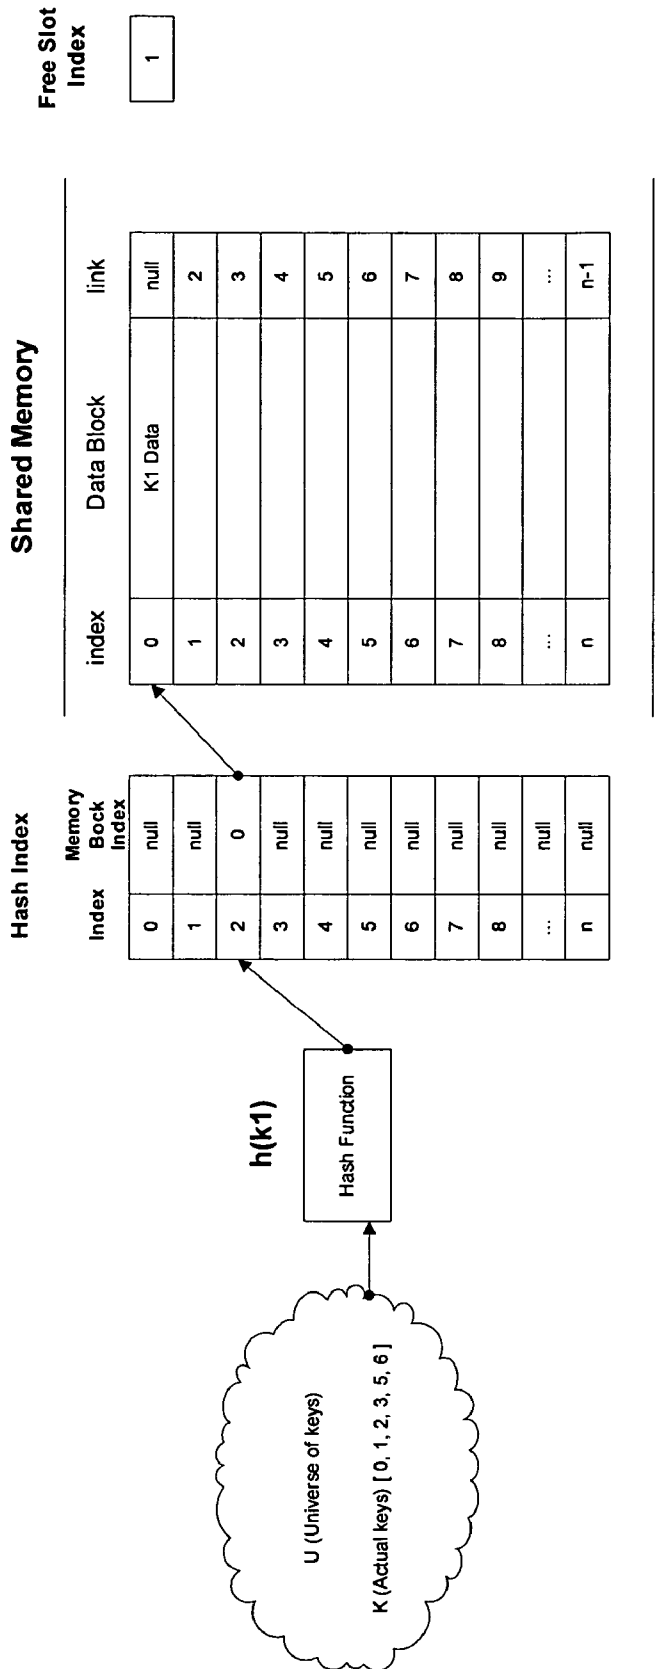 U (Universe of keys)
K (Actual keys) [ 0, 1, 2, 3, 5, 6 ]
h(k1)
Hash Function
Hash Index
Index
Memory
Bock
Index
0 null
1 null
2 0
3 null
4 null
5 null
6 null
7 null
8 null
... null
n null
Shared Memory
index Data Block link
0 K1 Data null
1 2
2 3
3 4
4 5
5 6
6 7
7 8
8 9
... ...
n n-1
Free Slot
Index
1